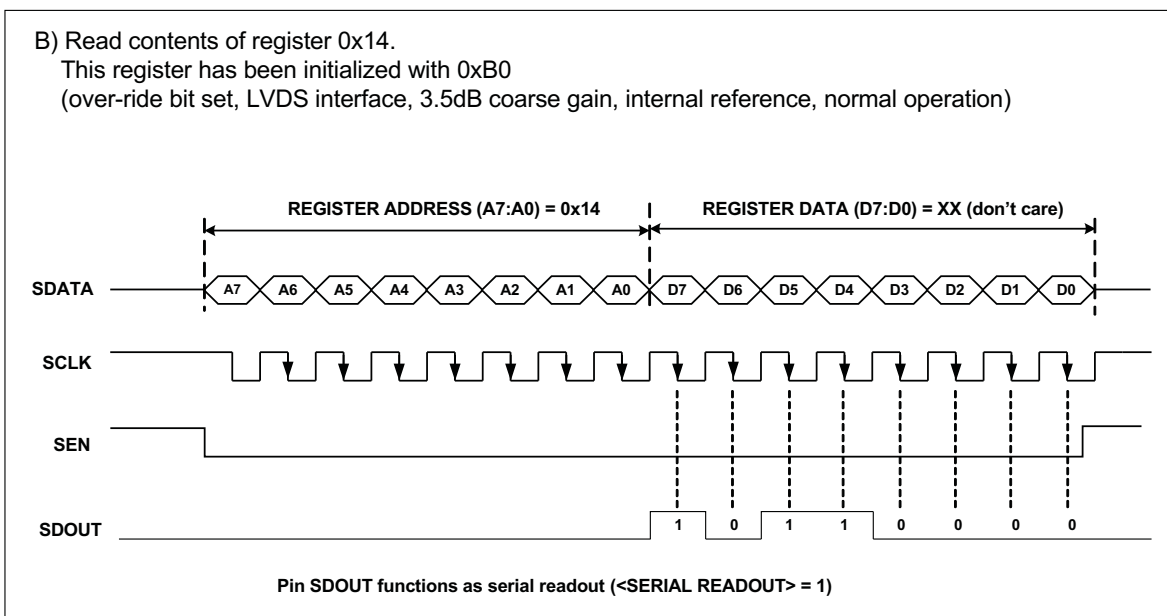 B) Read contents of register 0x14.
This register has been initialized with 0xB0
(over-ride bit set, LVDS interface, 3.5dB coarse gain, internal reference, normal operation)
REGISTER ADDRESS (A7:A0) = 0x14 REGISTER DATA (D7:D0) = XX (don't care)
SDATA A7 A6 A5 A4 A3 A2 A1 A0 D7 D6 D5 D4 D3 D2 D1 D0
SCLK
SEN
SDOUT 1 0 1 1 0 0 0 0
Pin SDOUT functions as serial readout (<SERIAL READOUT> = 1)